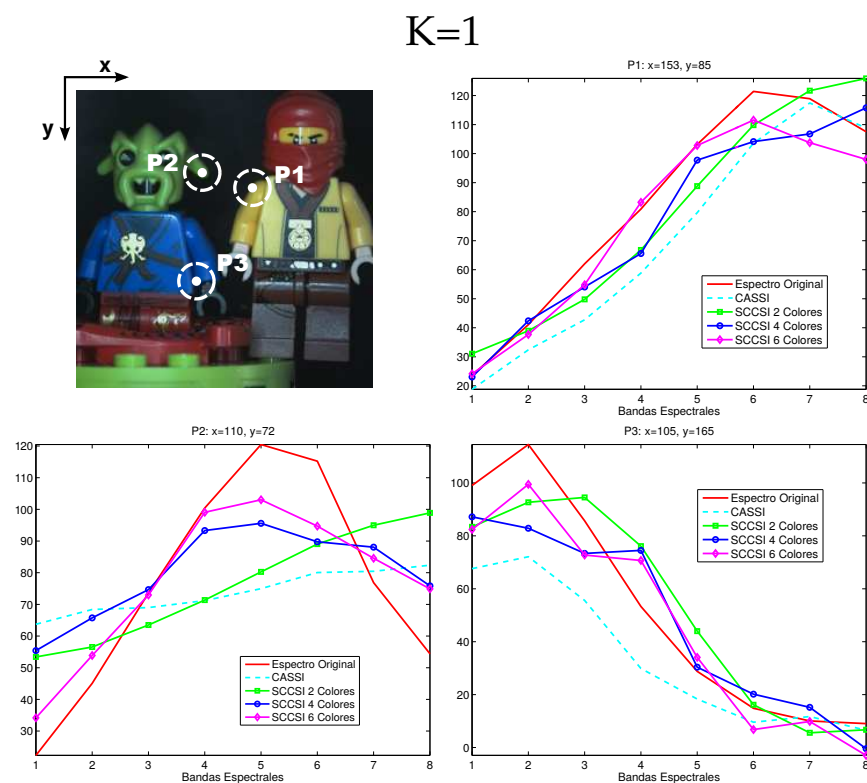 K=1
x
y
P2
P1
P3
P1: x=153, y=85
120
110
100
90
80
70
60
50
40
30
20
1 2 3 4 5 6 7 8
Bandas Espectrales
Espectro Original
CASSI
SCCSI 2 Colores
SCCSI 4 Colores
SCCSI 6 Colores
P2: x=110, y=72
120
110
100
90
80
70
60
50
40
30
1 2 3 4 5 6 7 8
Bandas Espectrales
Espectro Original
CASSI
SCCSI 2 Colores
SCCSI 4 Colores
SCCSI 6 Colores
P3: x=105, y=165
100
80
60
40
20
0
1 2 3 4 5 6 7 8
Bandas Espectrales
Espectro Original
CASSI
SCCSI 2 Colores
SCCSI 4 Colores
SCCSI 6 Colores